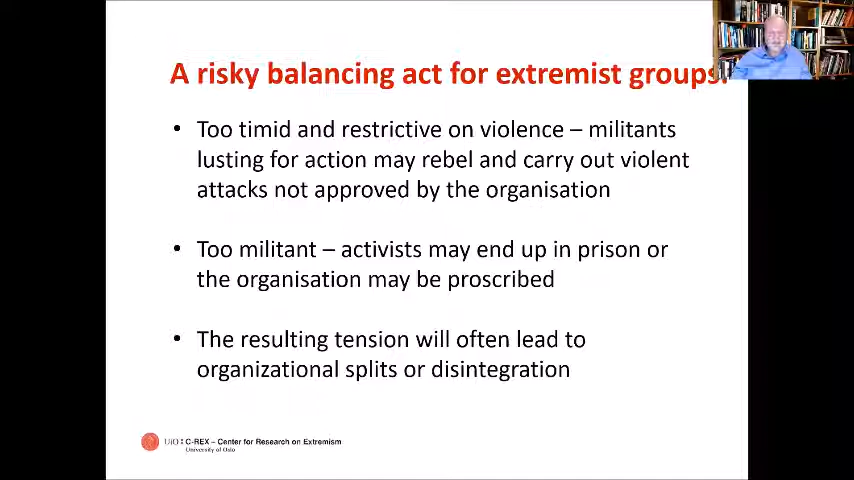 A risky balancing act for extremist groups.
• Too timid and restrictive on violence – militants
lusting for action may rebel and carry out violent
attacks not approved by the organisation
• Too militant – activists may end up in prison or
the organisation may be proscribed
• The resulting tension will often lead to
organizational splits or disintegration
UiO : C-REX – Center for Research on Extremism
University of Oslo